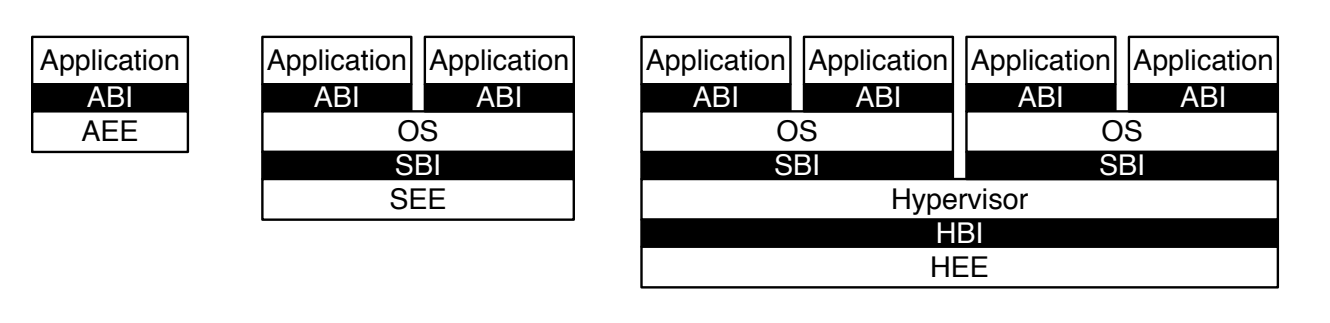 Application
ABI
AEE
Application Application
ABI ABI
OS
SBI
SEE
Application Application Application Application
ABI ABI ABI ABI
OS OS
SBI SBI
Hypervisor
HBI
HEE